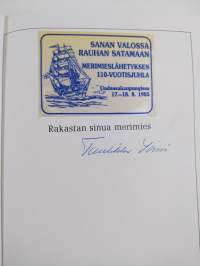 SANAN VALOSSA
RAUHAN SATAMAAN
MERIMIESLÄHETYKSEN
110-VUOTISJUHLA
Uudessakaupungissa
17.-18. 8. 1985
Rakastan sinua merimies